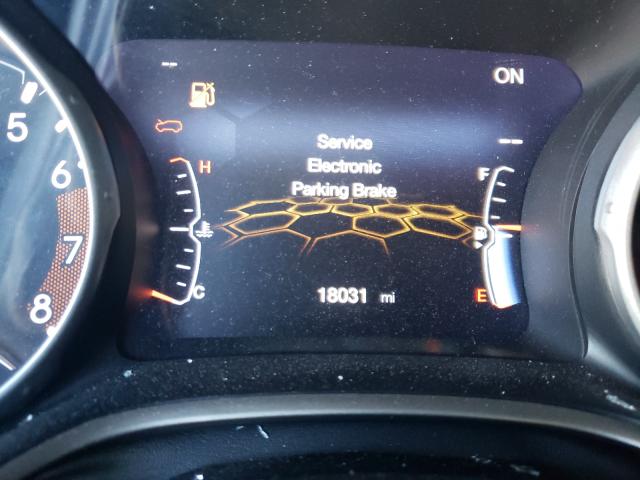 -- ON
Service --
Electronic
Parking Brake
5
6
7
8
H
C
F
E
18031 mi